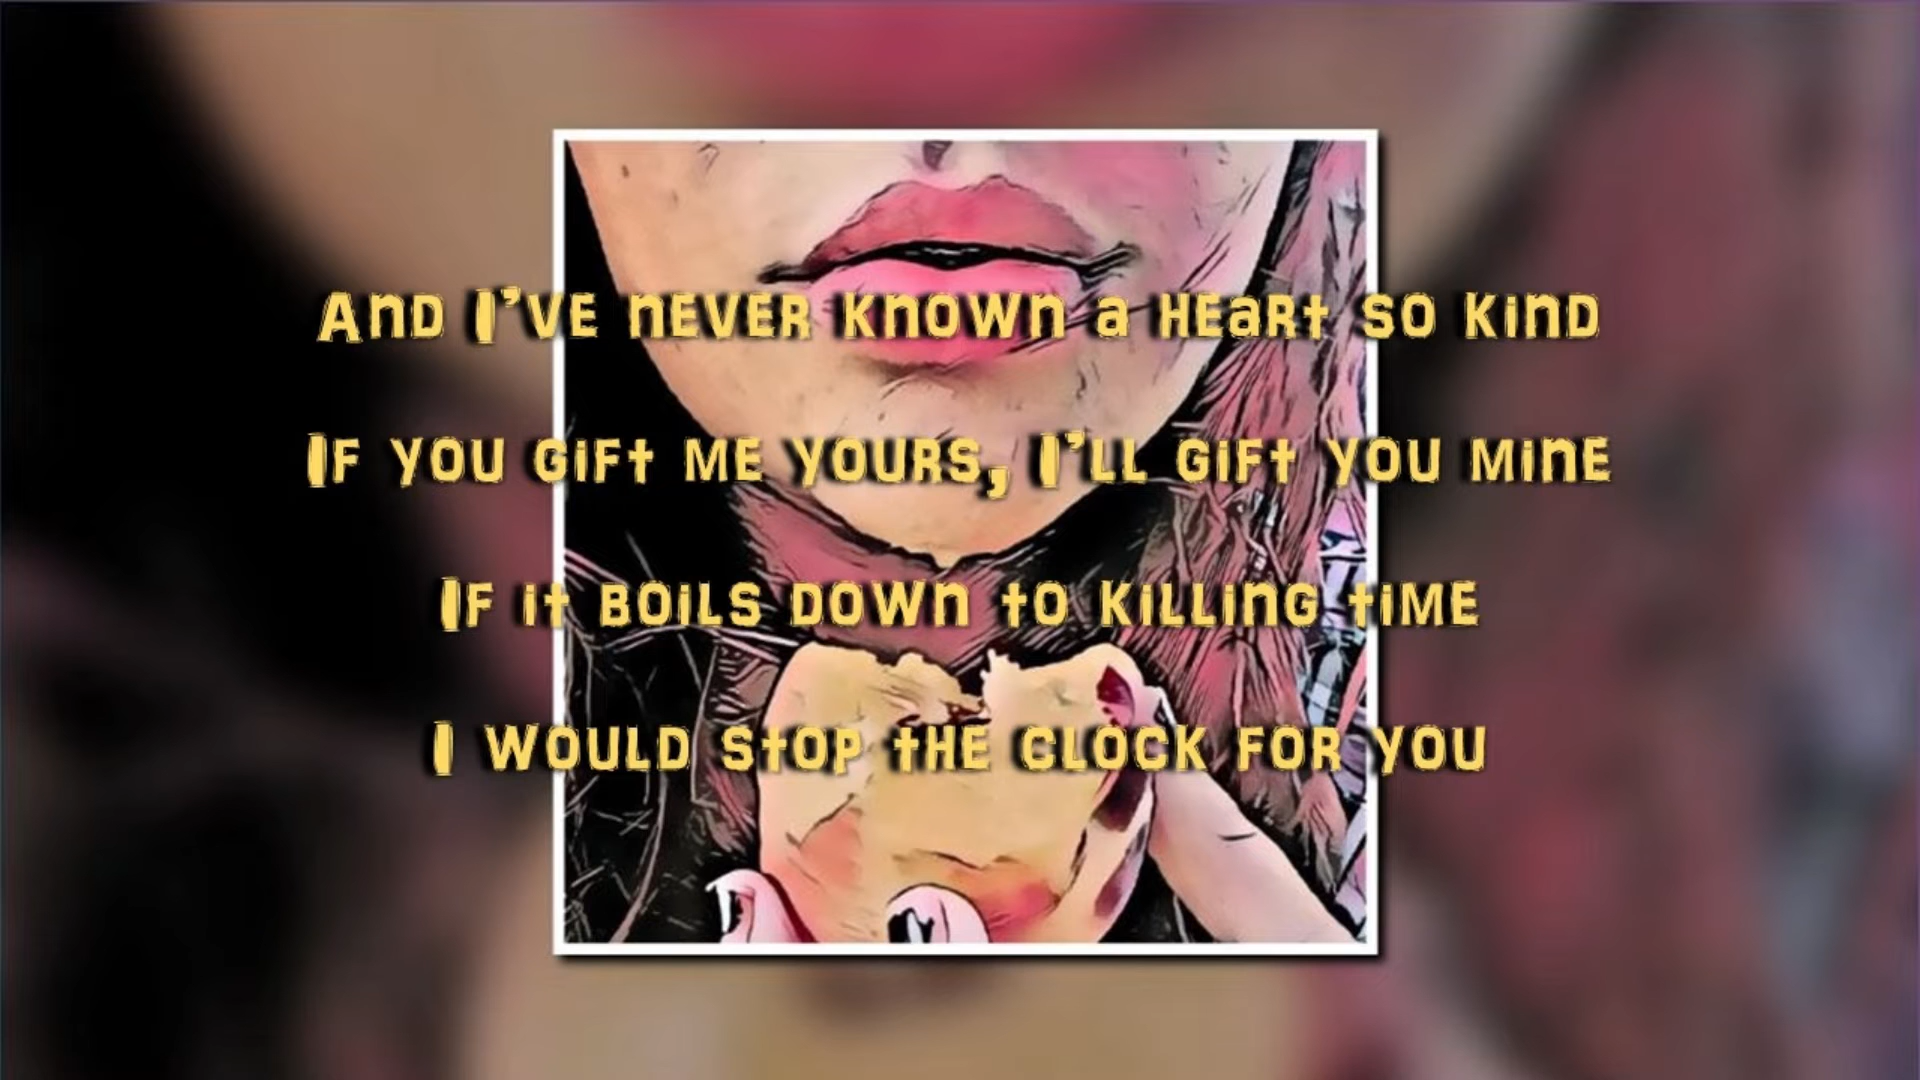 And I've never known a heart so kind
If you gift me yours, I'll gift you mine
If it boils down to killing time
I would stop the clock for you